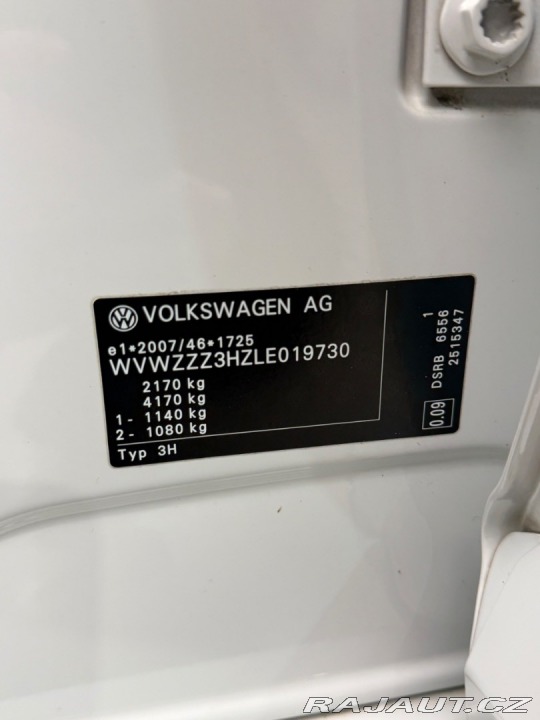 VOLKSWAGEN AG
e1*2007/46*1725
WVWZZZ3HZLE019730
2170 kg
4170 kg
1 - 1140 kg
2 - 1080 kg
Typ 3H
0.09
DSRB 6556 1
2515347
RAJAUT.CZ